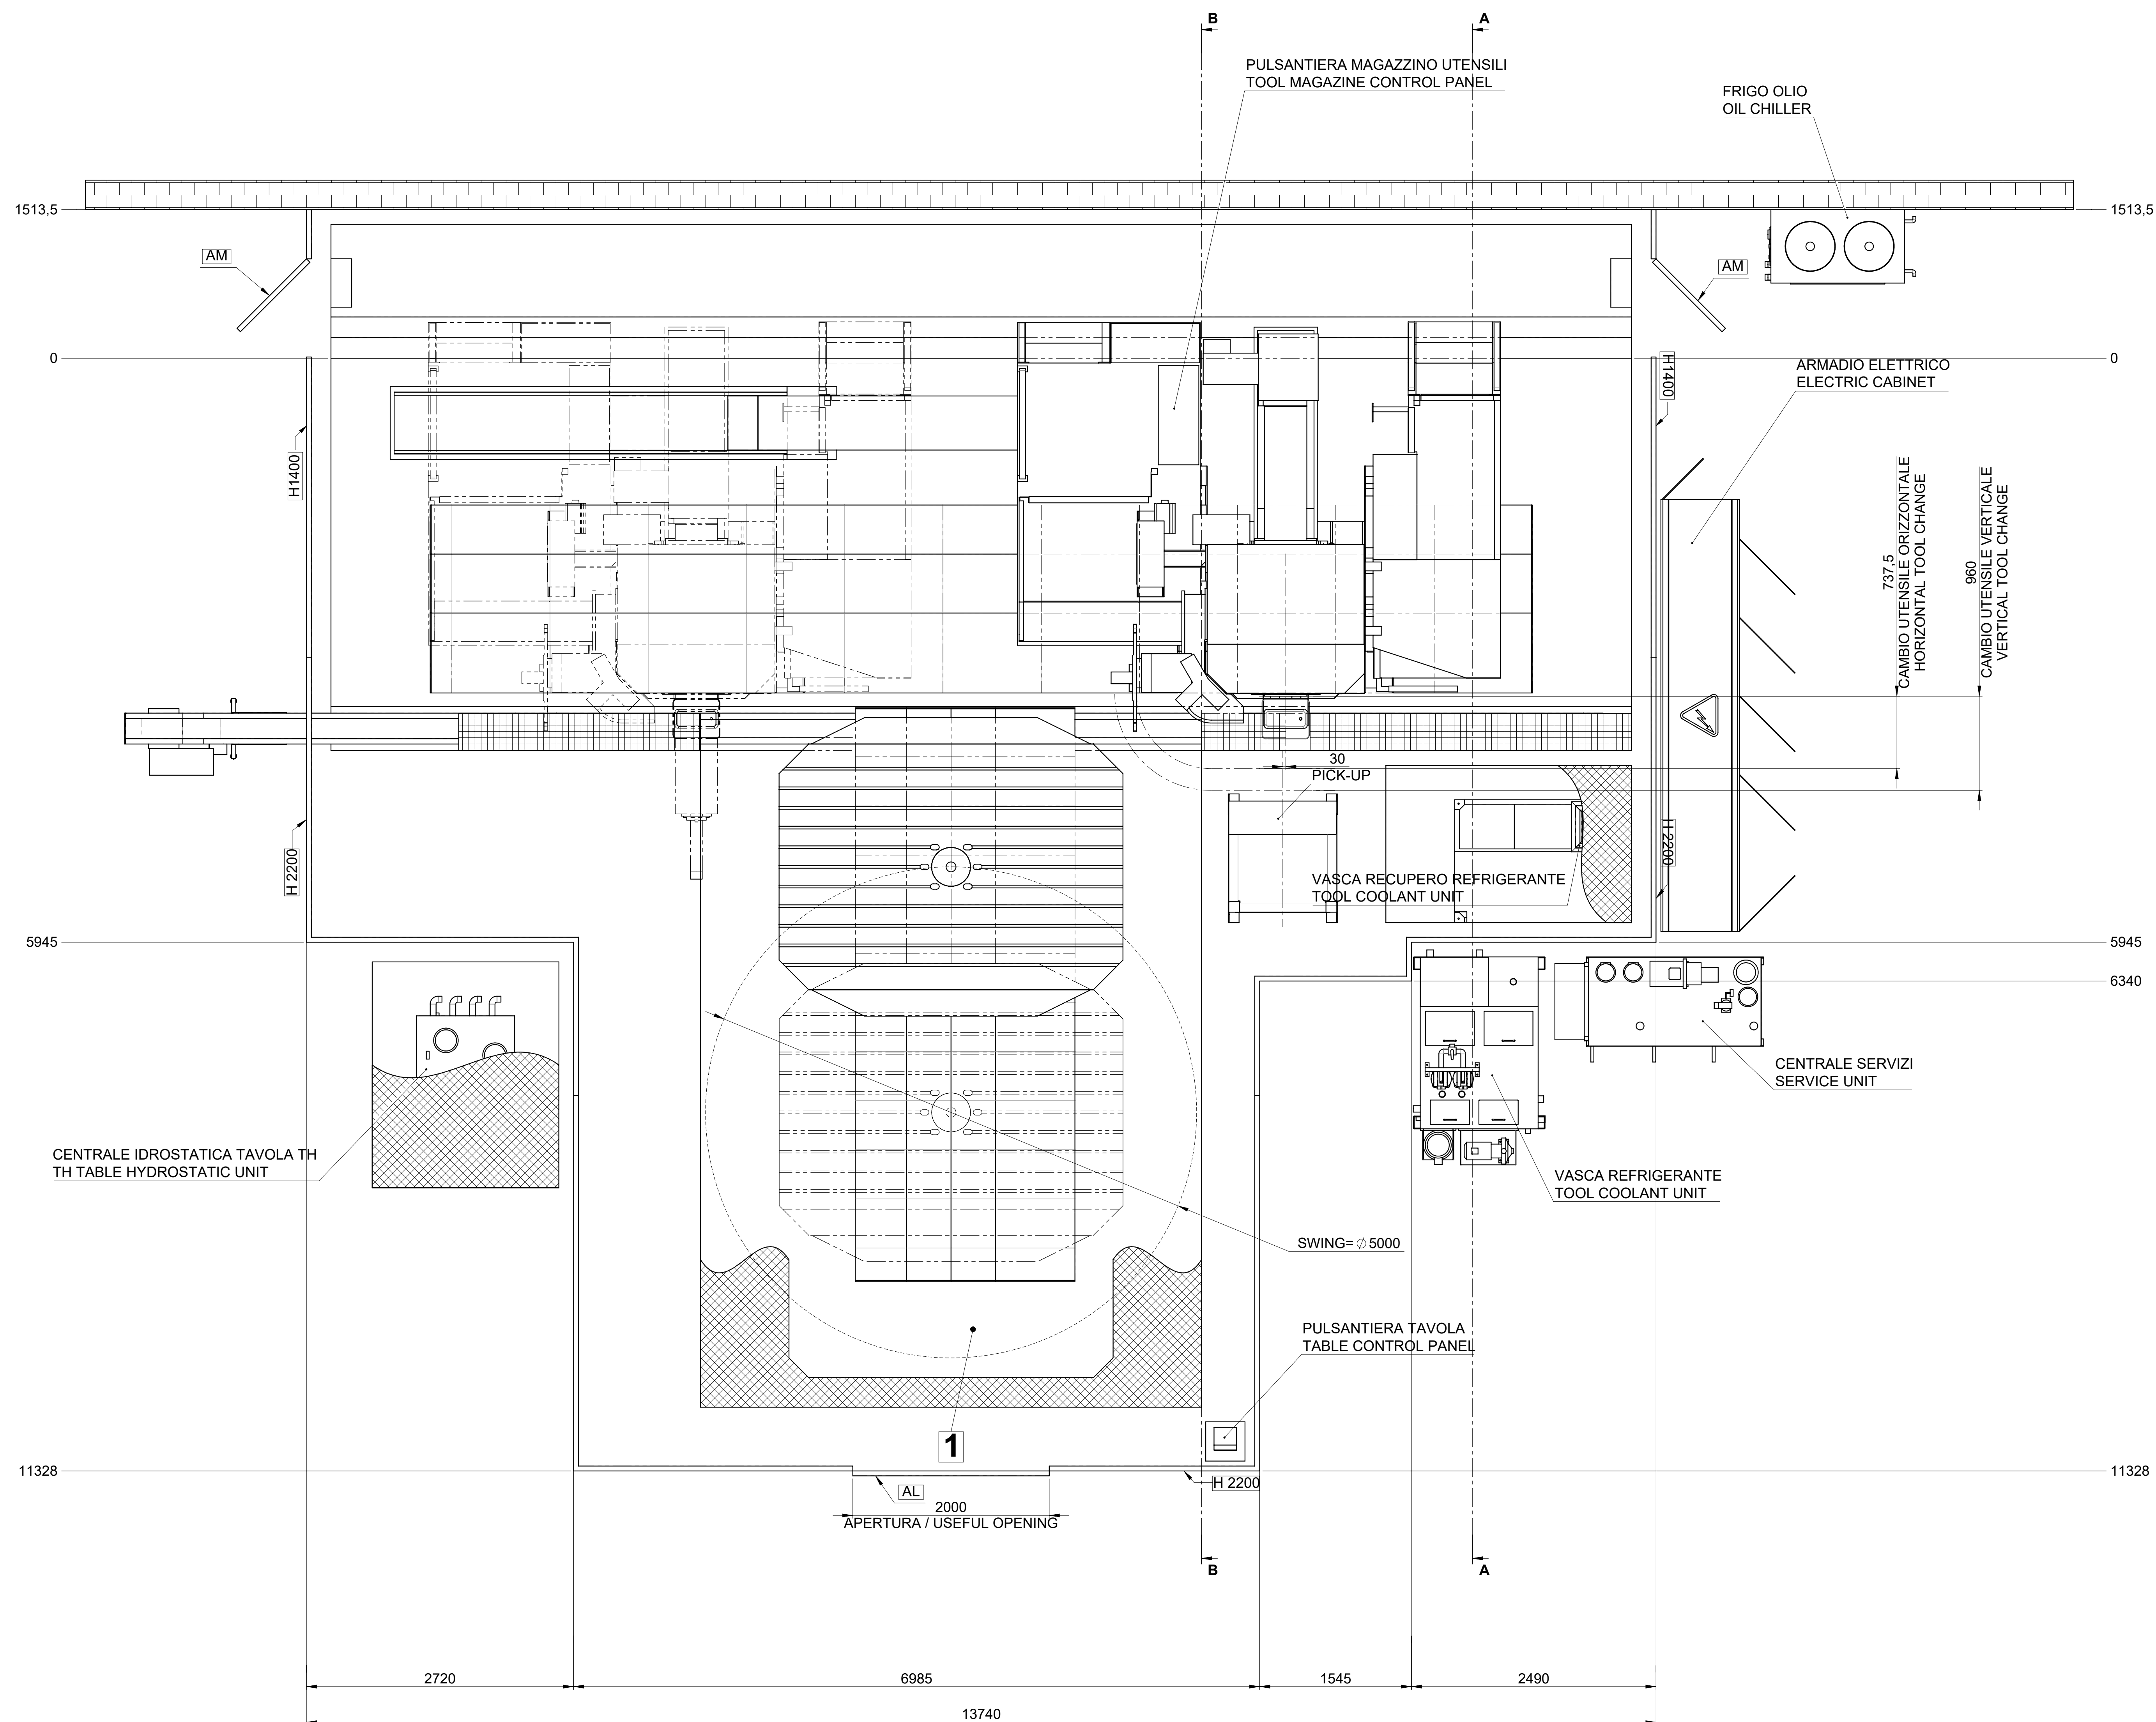 B
A
PULSANTIERA MAGAZZINO UTENSILI
TOOL MAGAZINE CONTROL PANEL
FRIGO OLIO
OIL CHILLER
1513,5
1513,5
AM
AM
0
0
H1400
H1400
ARMADIO ELETTRICO
ELECTRIC CABINET
737,5
CAMBIO UTENSILE ORIZZONTALE
HORIZONTAL TOOL CHANGE
960
CAMBIO UTENSILE VERTICALE
VERTICAL TOOL CHANGE
30
PICK-UP
H 2200
H 2200
VASCA RECUPERO REFRIGERANTE
TOOL COOLANT UNIT
5945
5945
6340
CENTRALE SERVIZI
SERVICE UNIT
CENTRALE IDROSTATICA TAVOLA TH
TH TABLE HYDROSTATIC UNIT
VASCA REFRIGERANTE
TOOL COOLANT UNIT
SWING= ∅ 5000
PULSANTIERA TAVOLA
TABLE CONTROL PANEL
1
11328
11328
AL
H 2200
2000
APERTURA / USEFUL OPENING
B
A
2720
6985
1545
2490
13740